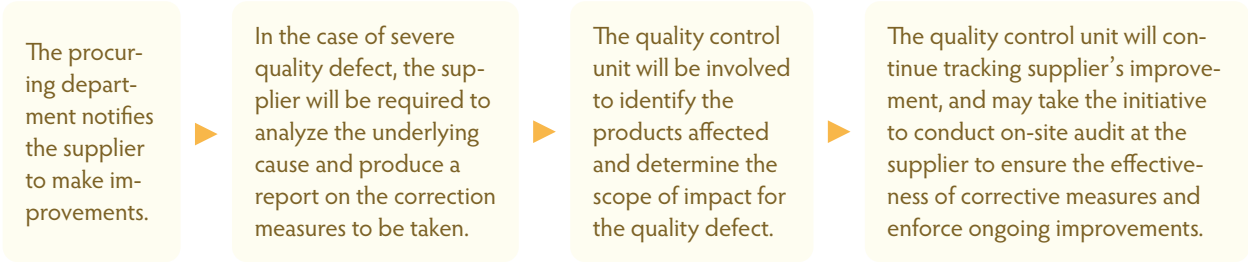 The procur-
ing depart-
ment notifies
the supplier
to make im-
provements.
In the case of severe
quality defect, the sup-
plier will be required to
analyze the underlying
cause and produce a
report on the correction
measures to be taken.
The quality control
unit will be involved
to identify the
products affected
and determine the
scope of impact for
the quality defect.
The quality control unit will con-
tinue tracking supplier’s improve-
ment, and may take the initiative
to conduct on-site audit at the
supplier to ensure the effective-
ness of corrective measures and
enforce ongoing improvements.